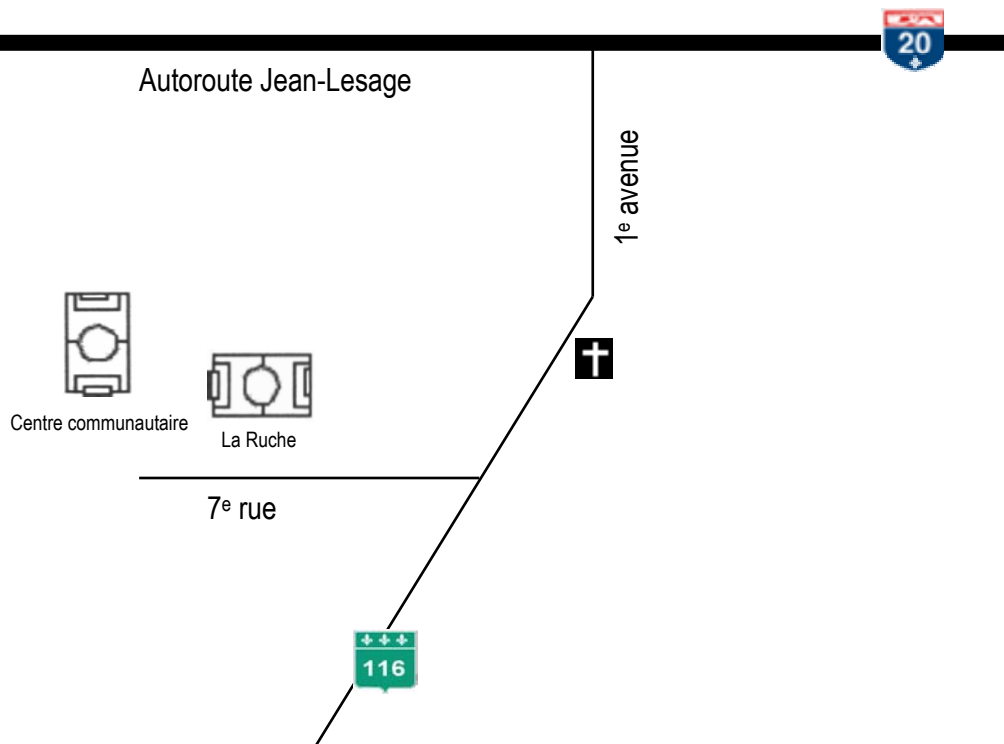 20
Autoroute Jean-Lesage
1e avenue
Centre communautaire
La Ruche
7e rue
116